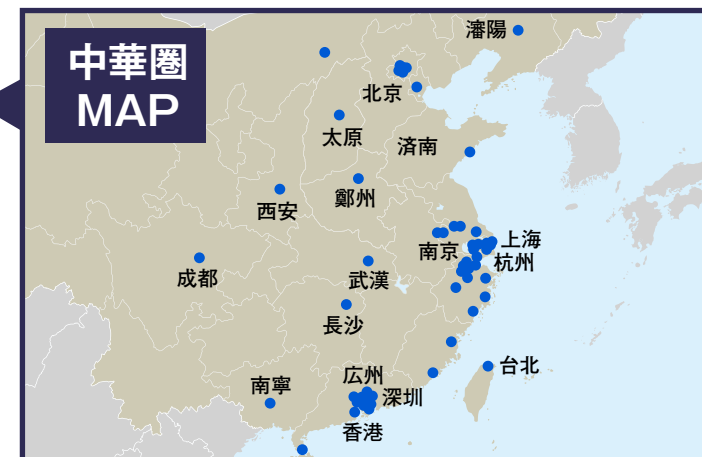 中華圏
MAP
瀋陽
北京
太原
済南
西安
鄭州
南京
上海
杭州
成都
武漢
長沙
台北
広州
南寧
深圳
香港